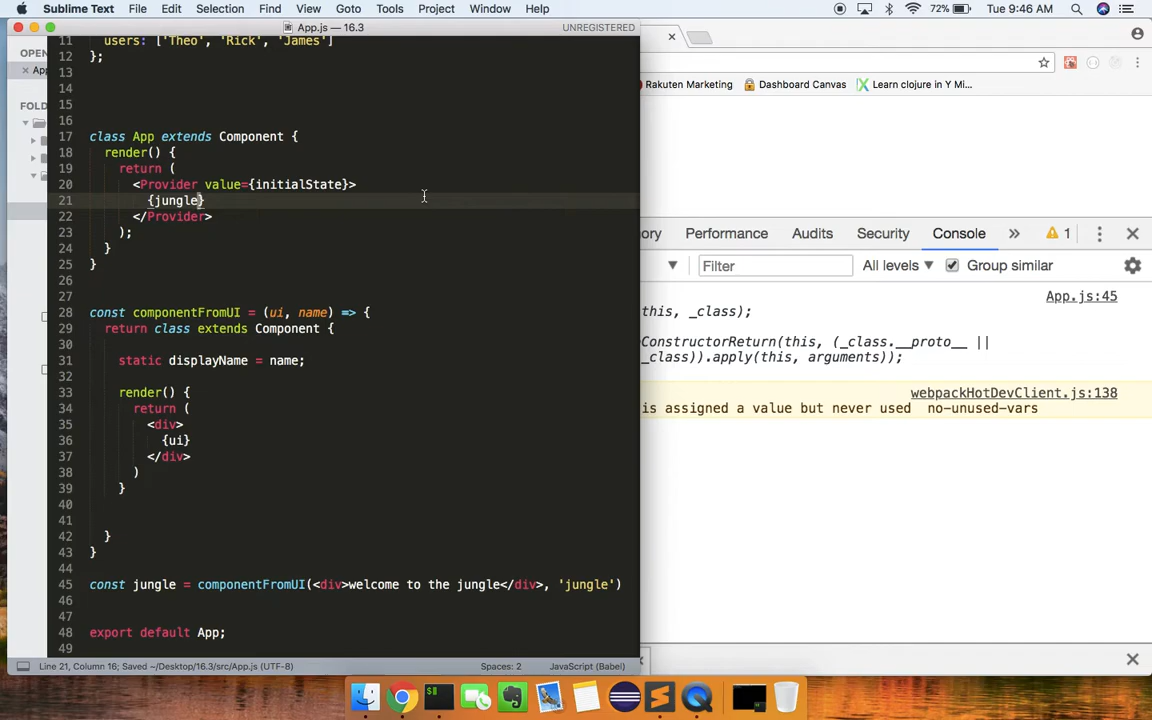 Sublime Text File Edit Selection Find View Goto Tools Project Window Help 72% Tue 9:46 AM
App.js — 16.3 UNREGISTERED
OPEN
App
FOLD
11 users: ['Theo', 'Rick', 'James']
12 };
13
14
15
16
17 class App extends Component {
18 render() {
19 return (
20 <Provider value={initialState}>
21 {jungle}
22 </Provider>
23 );
24 }
25 }
26
27
28 const componentFromUI = (ui, name) => {
29 return class extends Component {
30
31 static displayName = name;
32
33 render() {
34 return (
35 <div>
36 {ui}
37 </div>
38 )
39 }
40
41
42 }
43 }
44
45 const jungle = componentFromUI(<div>welcome to the jungle</div>, 'jungle')
46
47
48 export default App;
49
Line 21, Column 16; Saved ~/Desktop/16.3/src/App.js (UTF-8) Spaces: 2 JavaScript (Babel)
Rakuten Marketing Dowjones Account Learn clojure in Y Mi...
ory Performance Audits Security Console » 1
Filter All levels Group similar
App.js:45
this, _class);
eConstructorReturn(this, (_class.__proto__ ||
_class)).apply(this, arguments));
webpackHotDevClient.js:138
is assigned a value but never used no-unused-vars